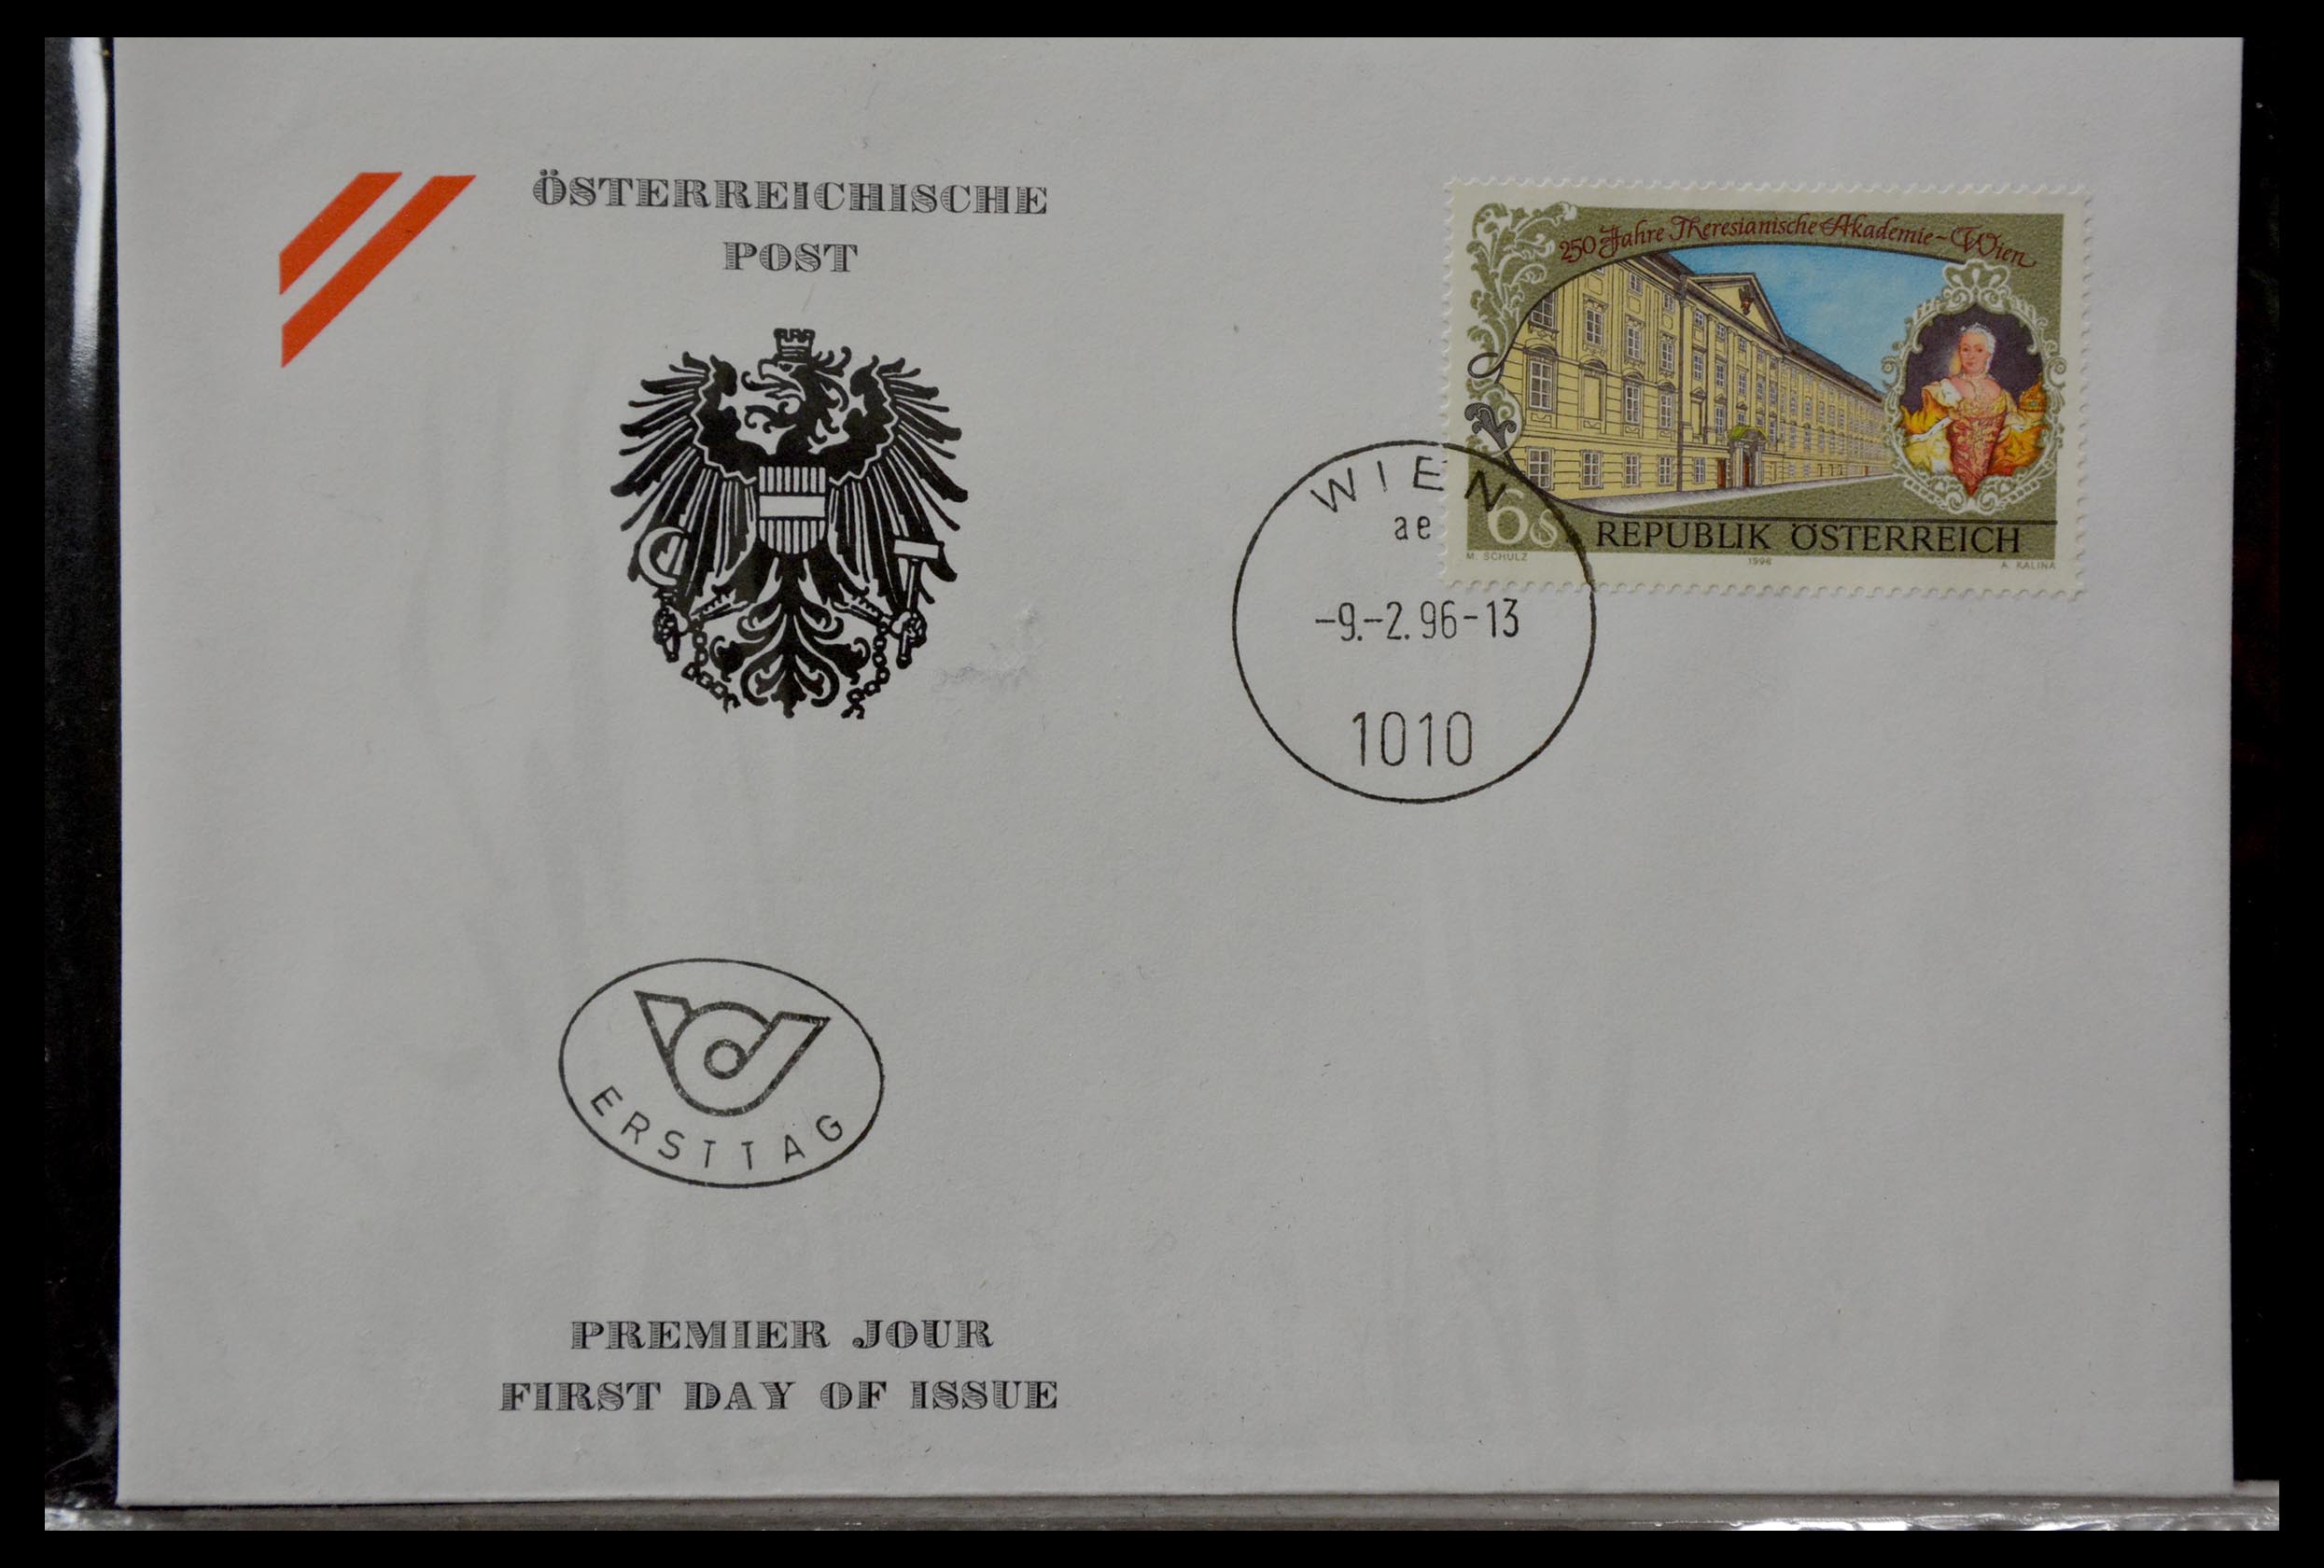 ÖSTERREICHISCHE
POST
250 Jahre Theresianische Akademie - Wien
6s
REPUBLIK ÖSTERREICH
M. SCHULZ
1996
A. KALINA
WIEN
ae
-9.-2.96-13
1010
ERSTTAG
PREMIER JOUR
FIRST DAY OF ISSUE